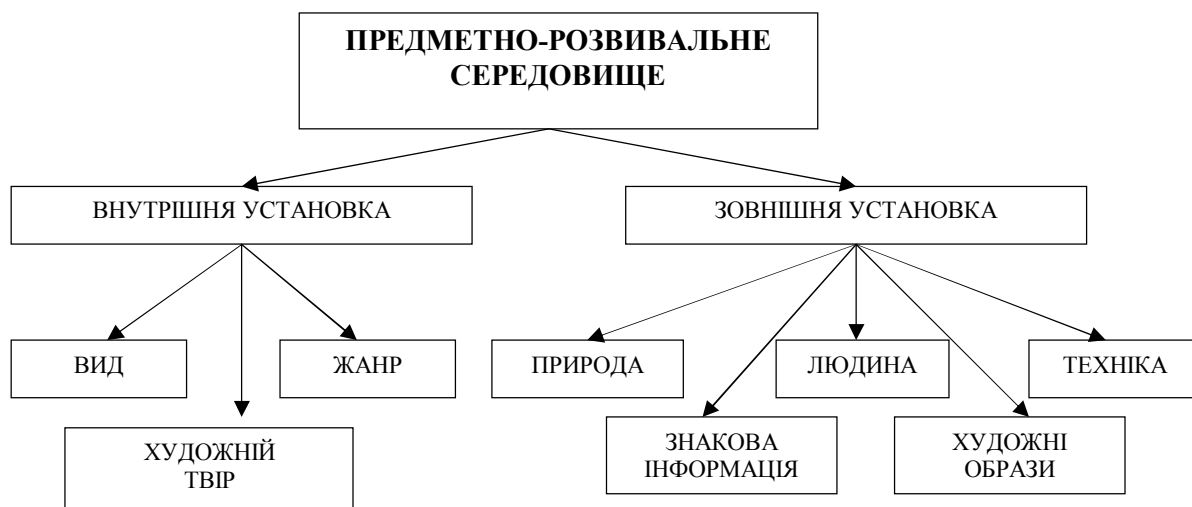 ПРЕДМЕТНО-РОЗВИВАЛЬНЕ
СЕРЕДОВИЩЕ
ВНУТРІШНЯ УСТАНОВКА
ЗОВНІШНЯ УСТАНОВКА
ВИД
ЖАНР
ПРИРОДА
ЛЮДИНА
ТЕХНІКА
ХУДОЖНІЙ
ТВІР
ЗНАКОВА
ІНФОРМАЦІЯ
ХУДОЖНІ
ОБРАЗИ